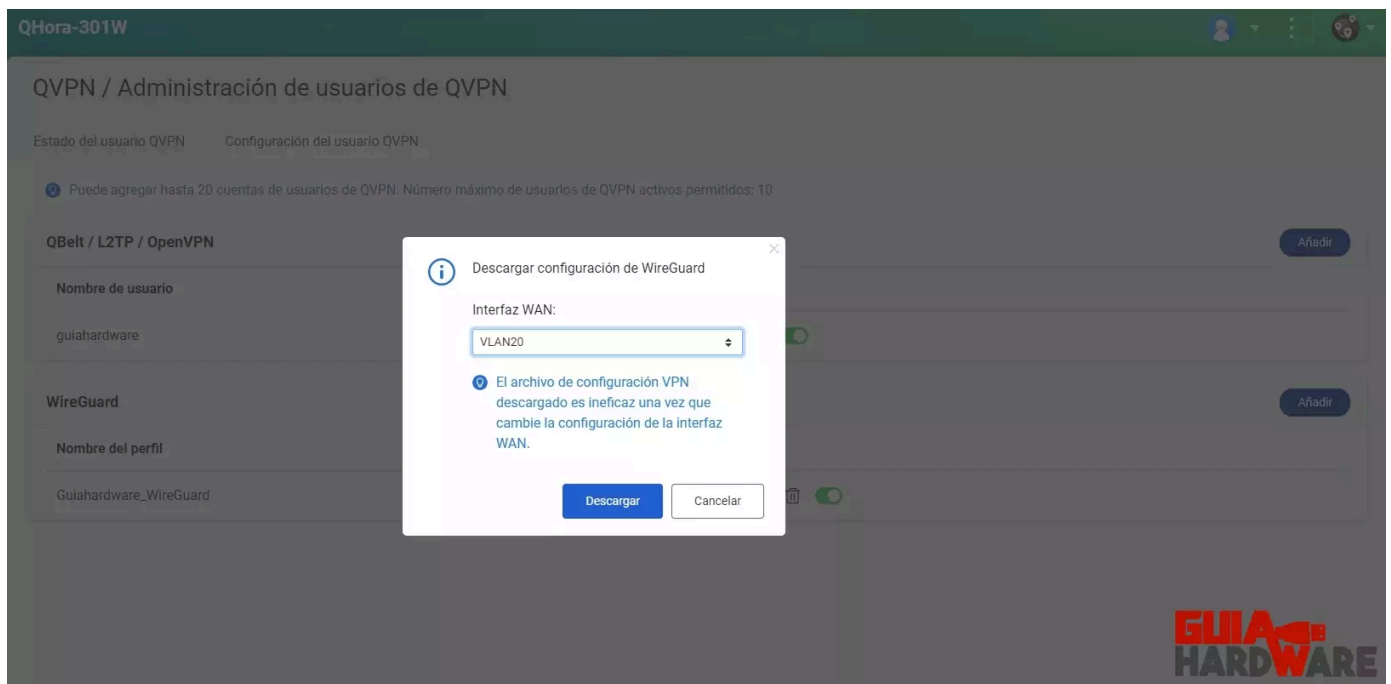 QHora-301W
QVPN / Administración de usuarios de QVPN
Estado del usuario QVPN Configuración del usuario QVPN
Puede agregar hasta 20 cuentas de usuarios de QVPN. Número máximo de usuarios de QVPN activos permitidos: 10
QBelt / L2TP / OpenVPN
Añadir
Nombre de usuario
guiahardware
WireGuard
Añadir
Nombre del perfil
Guiahardware_WireGuard
Descargar configuración de WireGuard
Interfaz WAN:
VLAN20
El archivo de configuración VPN
descargado es ineficaz una vez que
cambie la configuración de la interfaz
WAN.
Descargar Cancelar
GUIA
HARDWARE